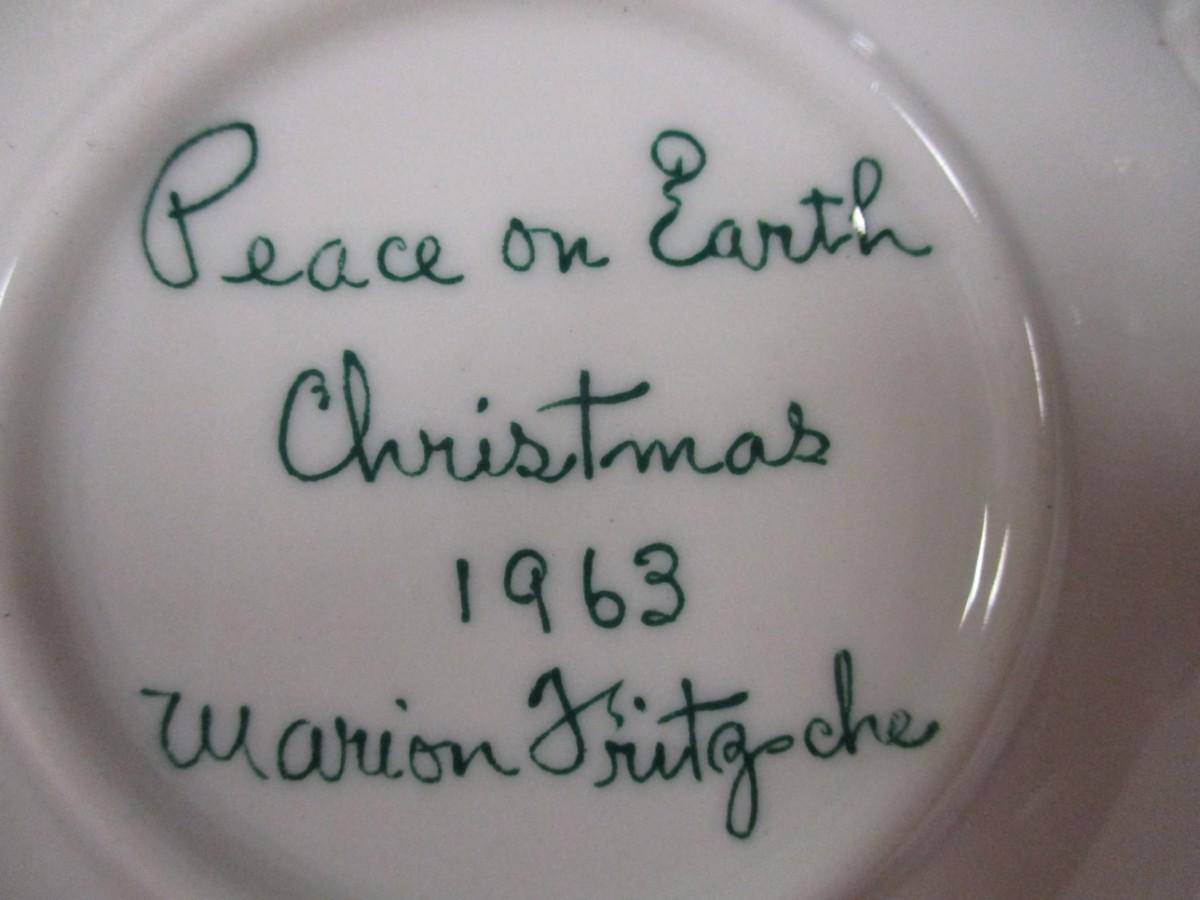 Peace on Earth
Christmas
1963
Marion Fritzsche